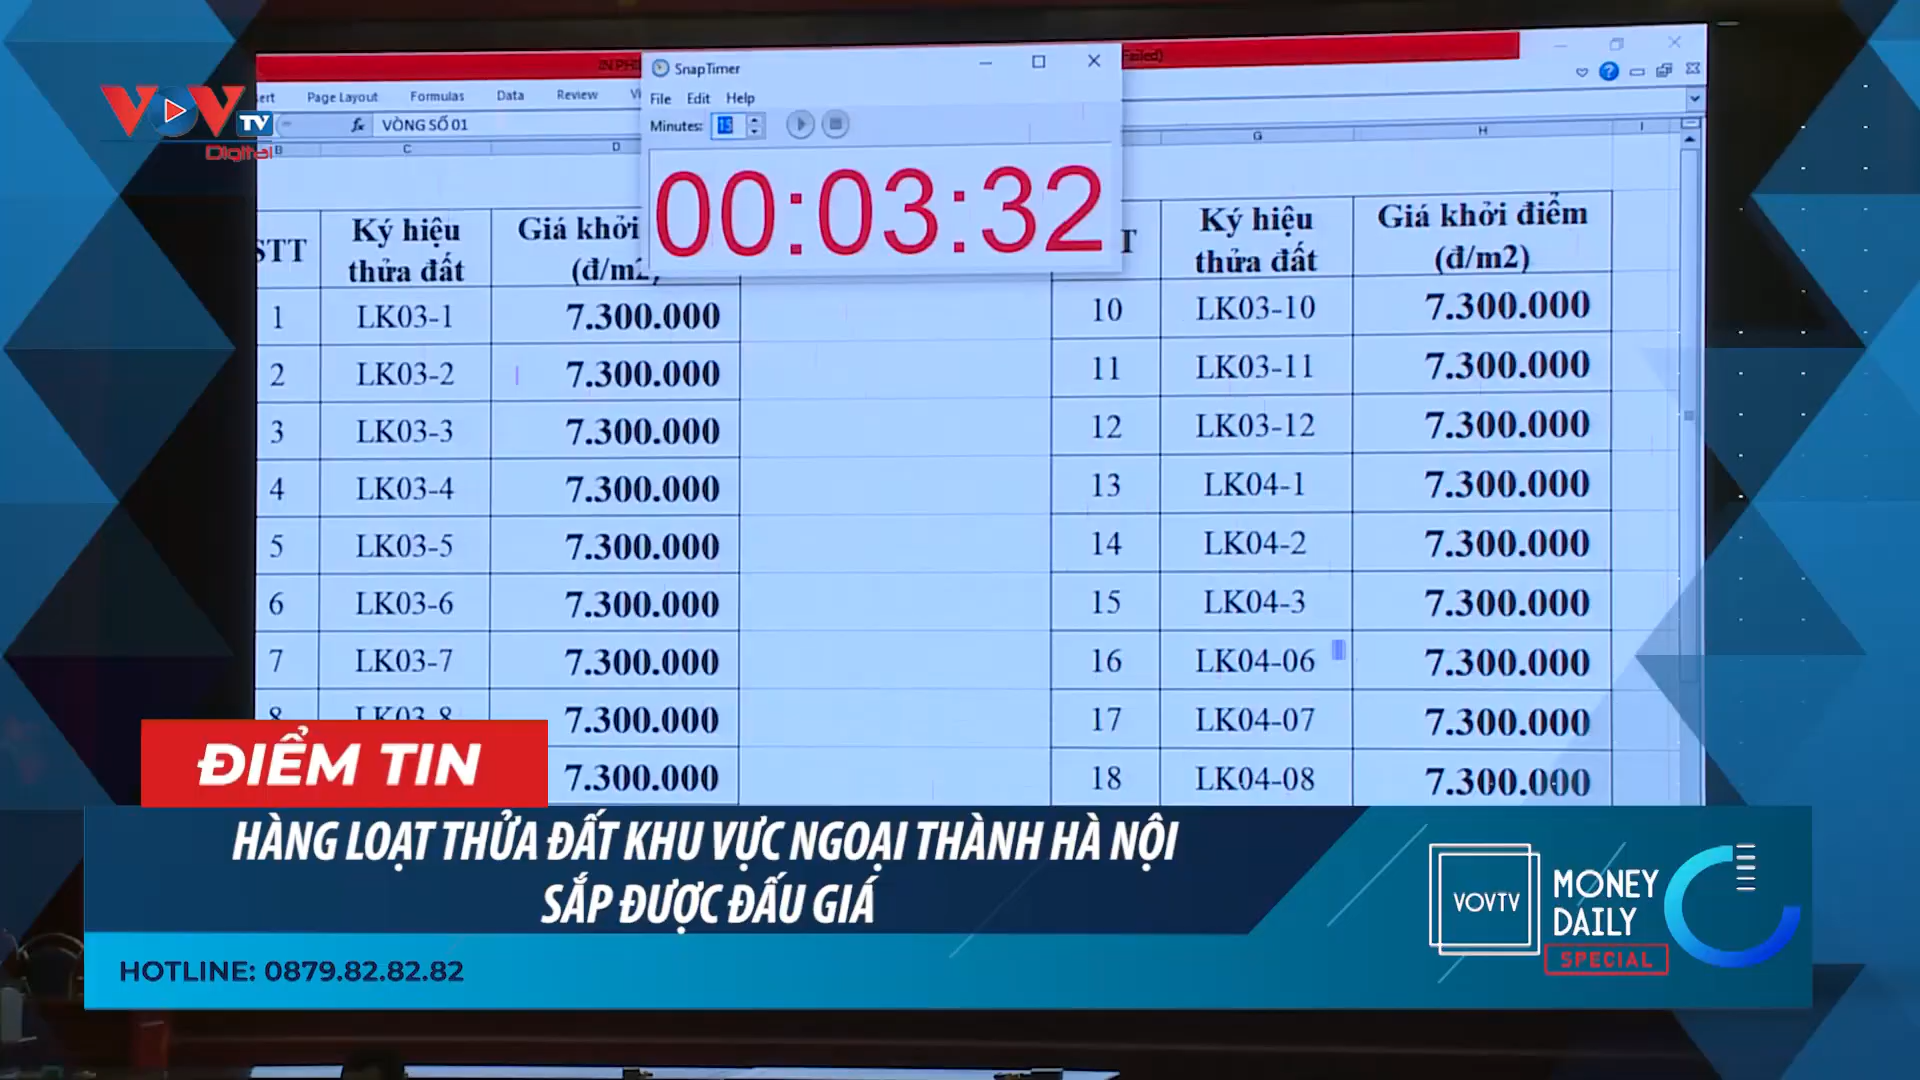 VOV TV
Digital
SnapTimer
File Edit Help
Minutes: 15
00:03:32
Page Layout Formulas Data Review
fx VÒNG SỐ 01
B C D G H I
STT Ký hiệu thửa đất Giá khởi (đ/m2)
1 LK03-1 7.300.000
2 LK03-2 7.300.000
3 LK03-3 7.300.000
4 LK03-4 7.300.000
5 LK03-5 7.300.000
6 LK03-6 7.300.000
7 LK03-7 7.300.000
8 LK03-8 7.300.000
7.300.000
T Ký hiệu thửa đất Giá khởi điểm (đ/m2)
10 LK03-10 7.300.000
11 LK03-11 7.300.000
12 LK03-12 7.300.000
13 LK04-1 7.300.000
14 LK04-2 7.300.000
15 LK04-3 7.300.000
16 LK04-06 7.300.000
17 LK04-07 7.300.000
18 LK04-08 7.300.000
ĐIỂM TIN
HÀNG LOẠT THỬA ĐẤT KHU VỰC NGOẠI THÀNH HÀ NỘI
SẮP ĐƯỢC ĐẤU GIÁ
HOTLINE: 0879.82.82.82
VOVTV
MONEY
DAILY
SPECIAL